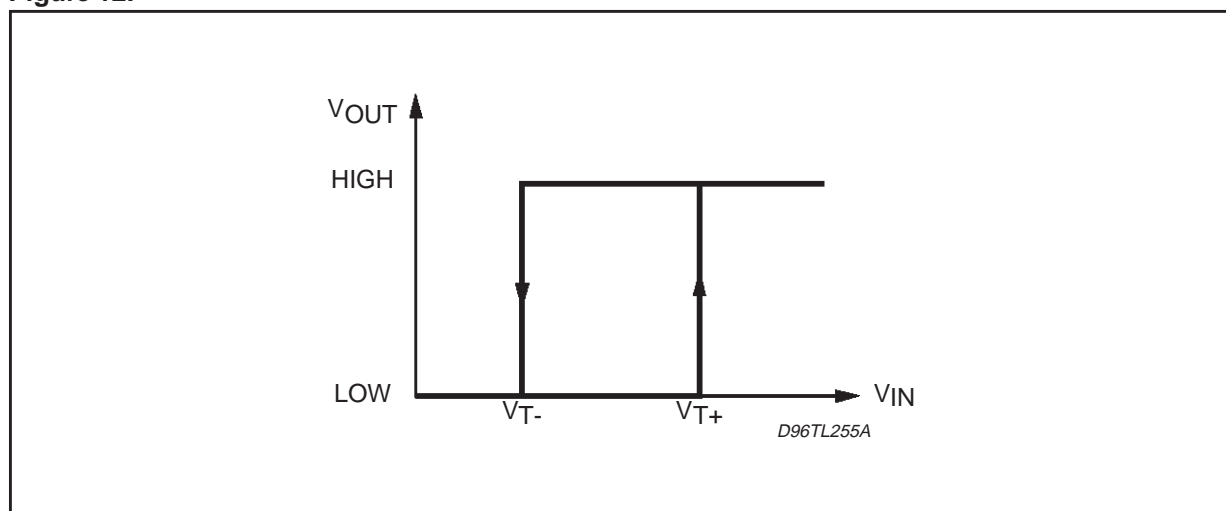 Figure 12.
VOUT
HIGH
LOW
VIN
VT-
VT+
D96TL255A